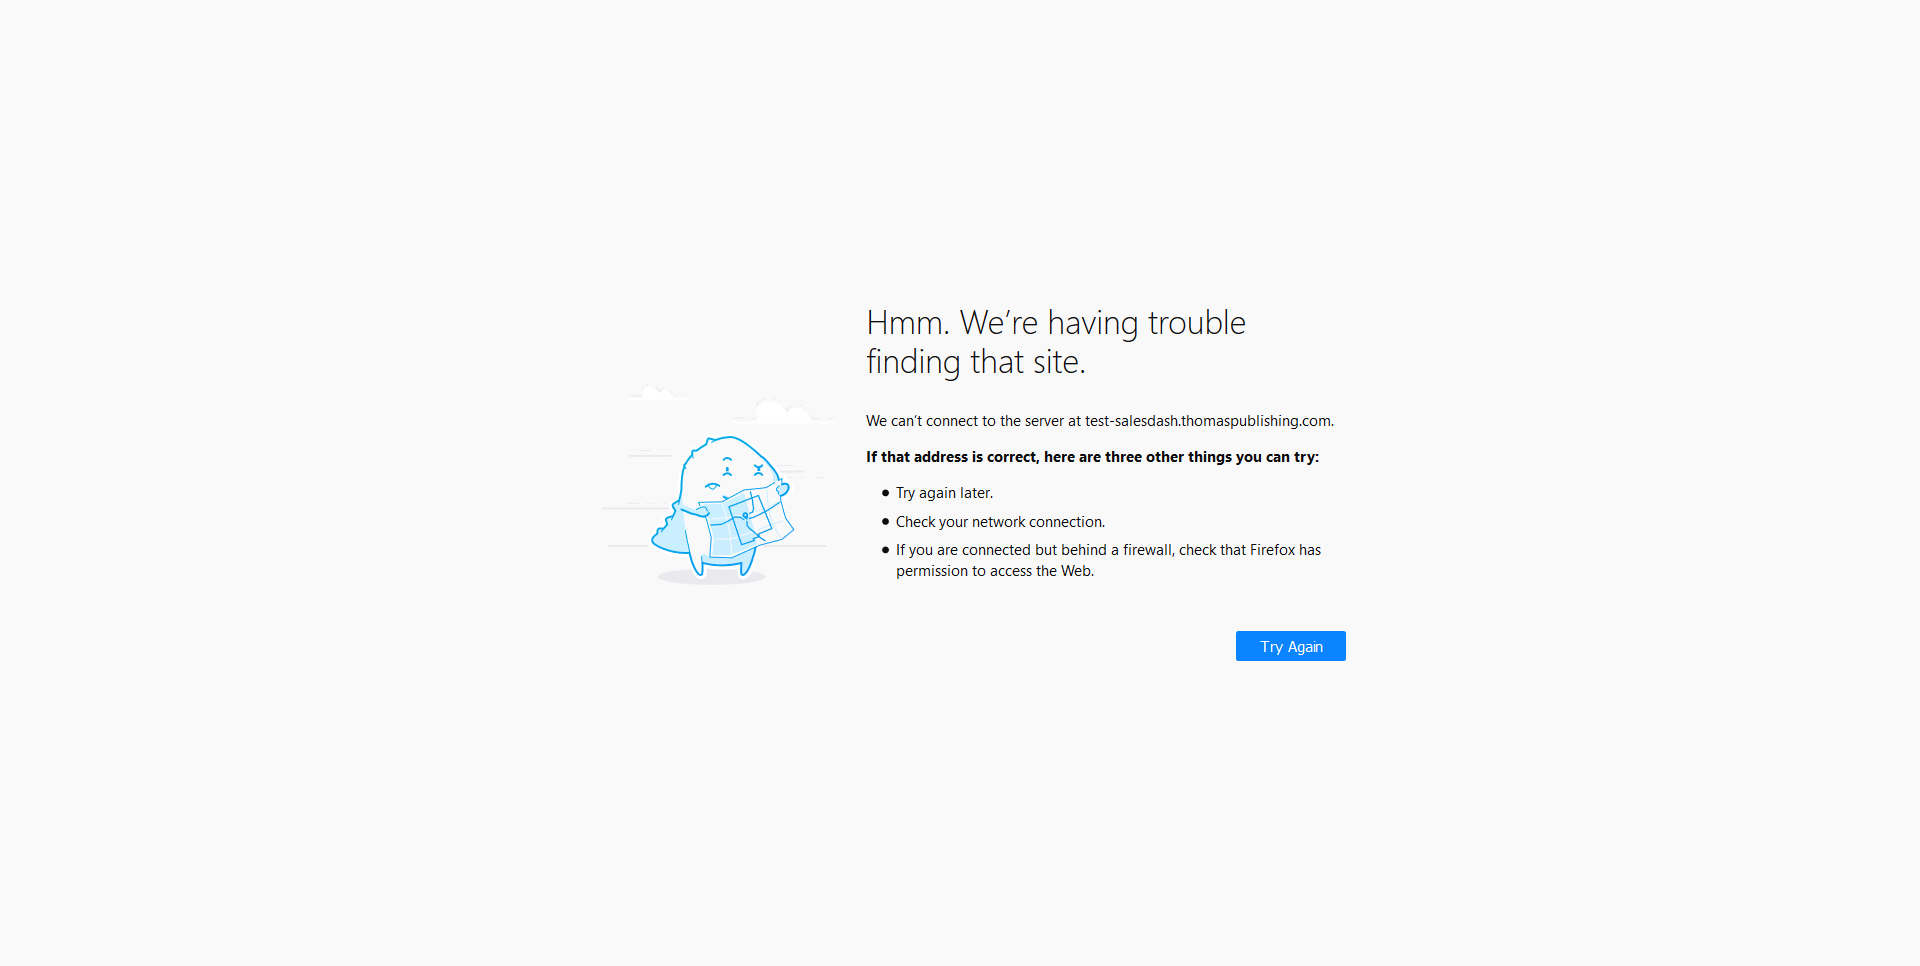 Hmm. We’re having trouble
finding that site.
We can’t connect to the server at test-salesdash.thomaspublishing.com.
If that address is correct, here are three other things you can try:
Try again later.
Check your network connection.
If you are connected but behind a firewall, check that Firefox has
permission to access the Web.
Try Again